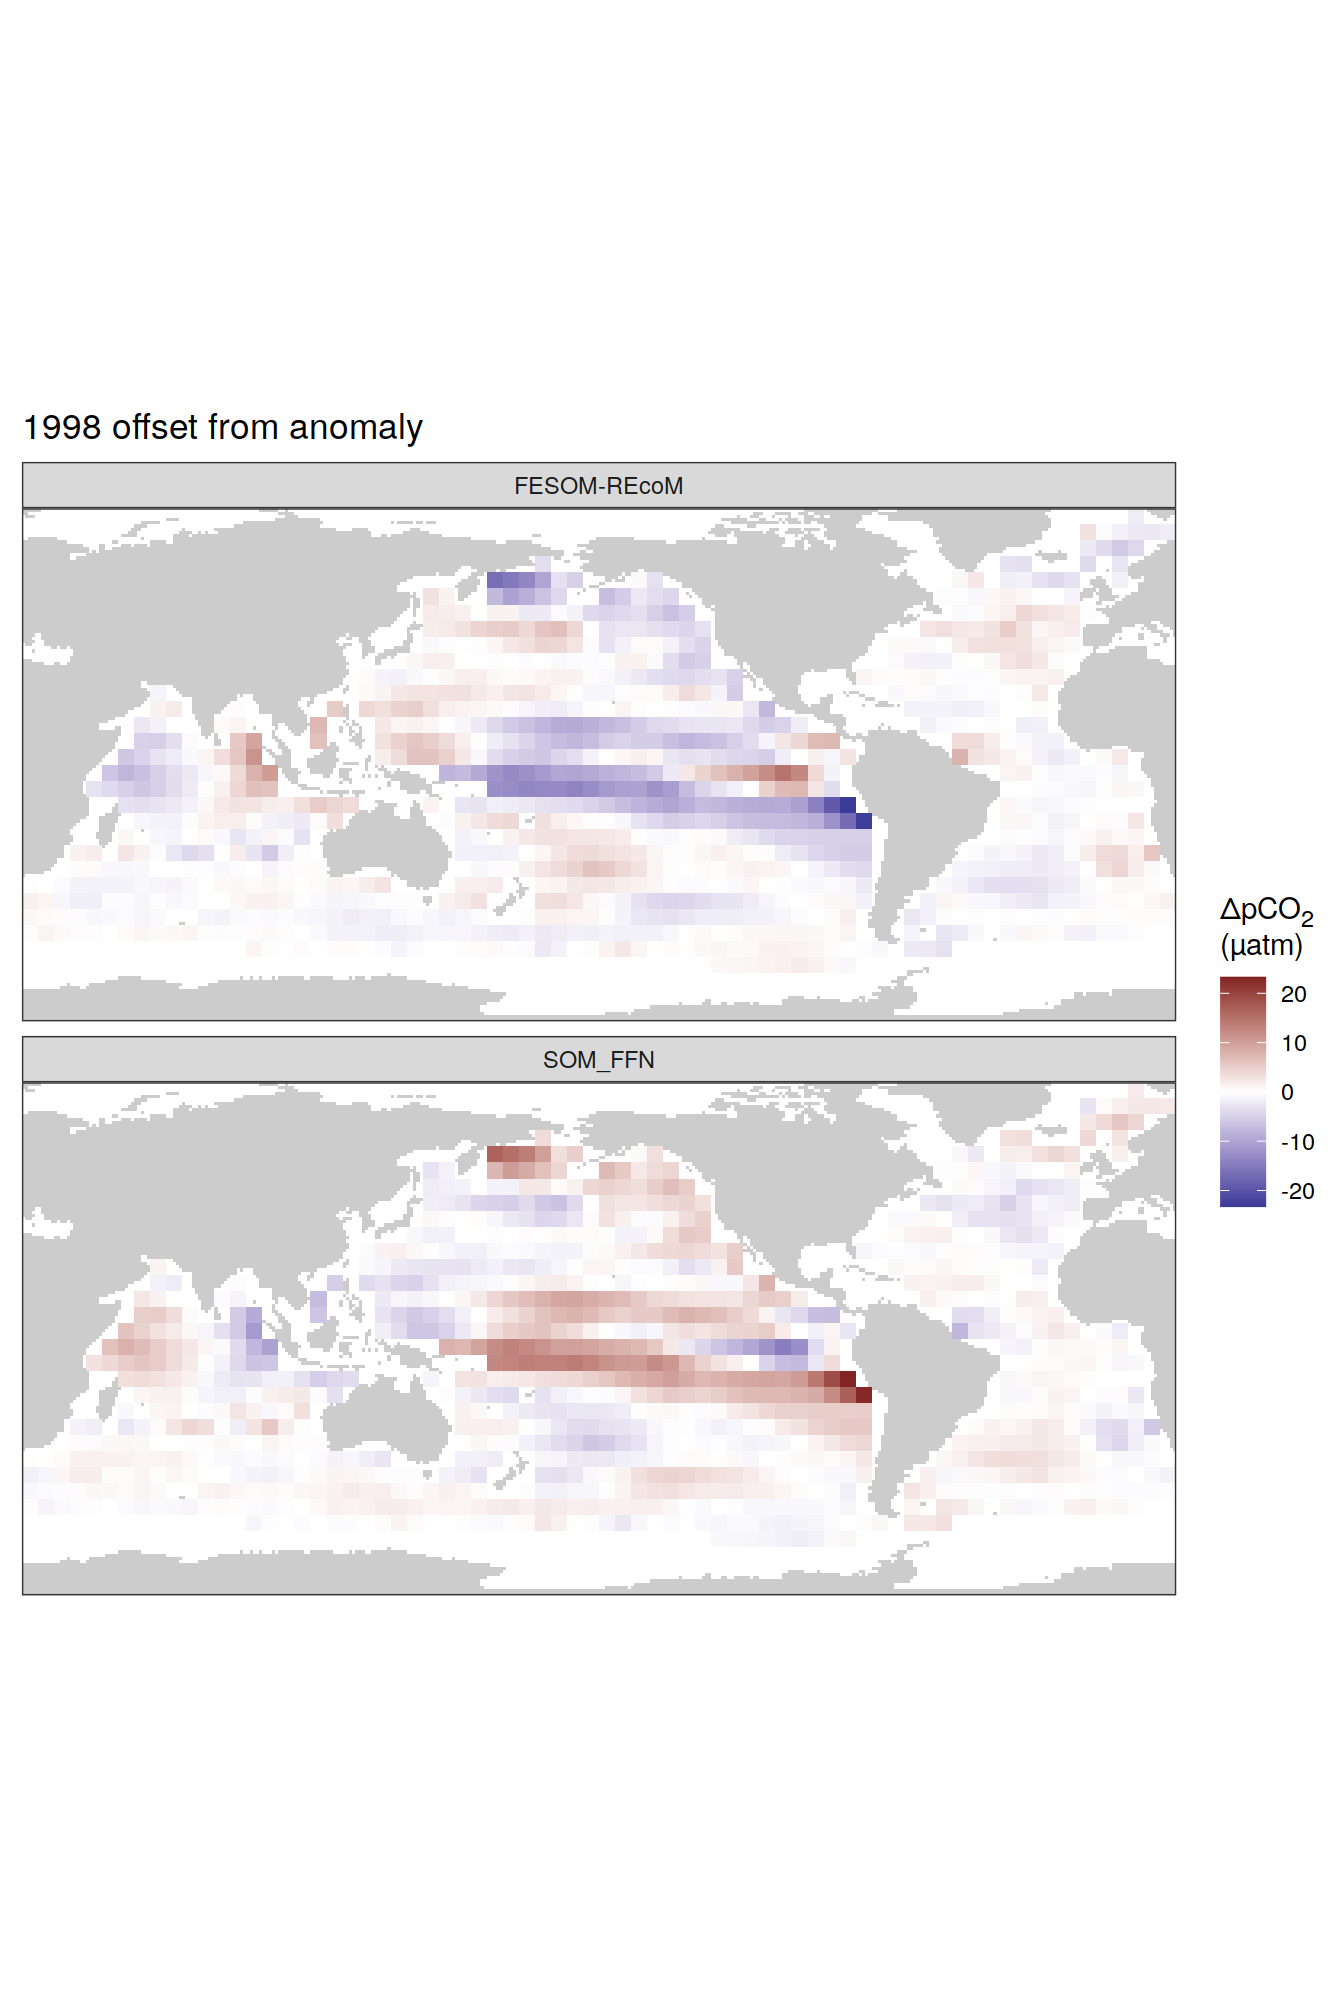 1998 offset from anomaly
FESOM-REcoM
SOM_FFN
ΔpCO₂
(µatm)
20
10
0
-10
-20